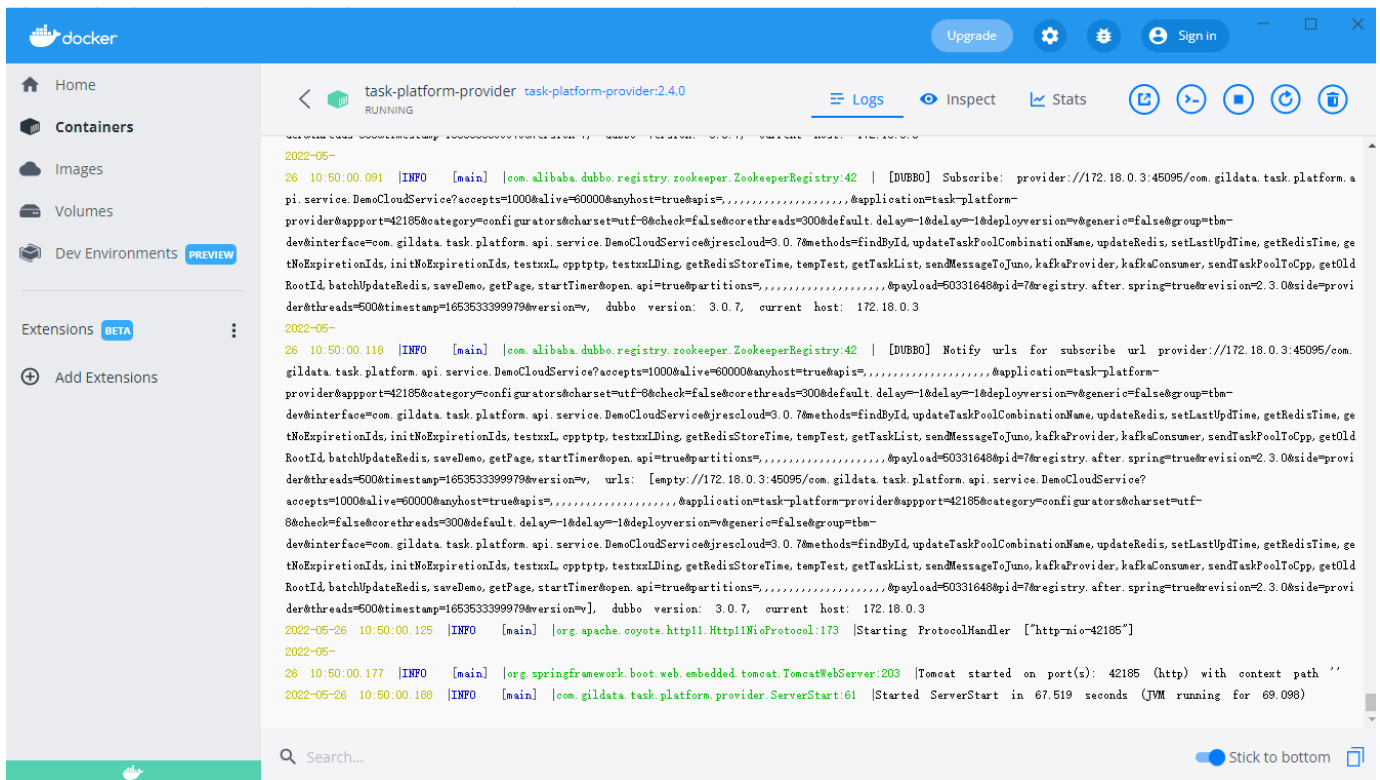 docker
Upgrade
Sign in
Home
Containers
Images
Volumes
Dev Environments PREVIEW
Extensions BETA
Add Extensions
task-platform-provider task-platform-provider:2.4.0
RUNNING
Logs
Inspect
Stats
2022-05-
26 10:50:00.091 |INFO [main] |com.alibaba.dubbo.registry.zookeeper.ZookeeperRegistry:42 | [DUBBO] Subscribe: provider://172.18.0.3:45095/com.gildata.task.platform.a
pi.service.DemoCloudService?accepts=1000&alive=60000&anyhost=true&apis=,,,,,,,,,,,,,,,,,,,,&application=task-platform-
provider&appport=42185&category=configurators&charset=utf-8&check=false&corethreads=300&default.delay=-1&delay=-1&deployversion=v&generic=false&group=tbm-
dev&interface=com.gildata.task.platform.api.service.DemoCloudService&jrescloud=3.0.7&methods=findById,updateTaskPoolCombinationName,updateRedis,setLastUpdTime,getRedisTime,ge
tNoExpiretionIds,initNoExpiretionIds,testxxL,cpptptp,testxxLDing,getRedisStoreTime,tempTest,getTaskList,sendMessageToJuno,kafkaProvider,kafkaConsumer,sendTaskPoolToCpp,getOld
RootId,batchUpdateRedis,saveDemo,getPage,startTimer&open.api=true&partitions=,,,,,,,,,,,,,,,,,,,,&payload=50331648&pid=7&registry.after.spring=true&revision=2.3.0&side=provi
der&threads=500&timestamp=1653533399979&version=v, dubbo version: 3.0.7, current host: 172.18.0.3
2022-05-
26 10:50:00.118 |INFO [main] |com.alibaba.dubbo.registry.zookeeper.ZookeeperRegistry:42 | [DUBBO] Notify urls for subscribe url provider://172.18.0.3:45095/com.
gildata.task.platform.api.service.DemoCloudService?accepts=1000&alive=60000&anyhost=true&apis=,,,,,,,,,,,,,,,,,,,,&application=task-platform-
provider&appport=42185&category=configurators&charset=utf-8&check=false&corethreads=300&default.delay=-1&delay=-1&deployversion=v&generic=false&group=tbm-
dev&interface=com.gildata.task.platform.api.service.DemoCloudService&jrescloud=3.0.7&methods=findById,updateTaskPoolCombinationName,updateRedis,setLastUpdTime,getRedisTime,ge
tNoExpiretionIds,initNoExpiretionIds,testxxL,cpptptp,testxxLDing,getRedisStoreTime,tempTest,getTaskList,sendMessageToJuno,kafkaProvider,kafkaConsumer,sendTaskPoolToCpp,getOld
RootId,batchUpdateRedis,saveDemo,getPage,startTimer&open.api=true&partitions=,,,,,,,,,,,,,,,,,,,,&payload=50331648&pid=7&registry.after.spring=true&revision=2.3.0&side=provi
der&threads=500&timestamp=1653533399979&version=v, urls: [empty://172.18.0.3:45095/com.gildata.task.platform.api.service.DemoCloudService?
accepts=1000&alive=60000&anyhost=true&apis=,,,,,,,,,,,,,,,,,,,,&application=task-platform-provider&appport=42185&category=configurators&charset=utf-
8&check=false&corethreads=300&default.delay=-1&delay=-1&deployversion=v&generic=false&group=tbm-
dev&interface=com.gildata.task.platform.api.service.DemoCloudService&jrescloud=3.0.7&methods=findById,updateTaskPoolCombinationName,updateRedis,setLastUpdTime,getRedisTime,ge
tNoExpiretionIds,initNoExpiretionIds,testxxL,cpptptp,testxxLDing,getRedisStoreTime,tempTest,getTaskList,sendMessageToJuno,kafkaProvider,kafkaConsumer,sendTaskPoolToCpp,getOld
RootId,batchUpdateRedis,saveDemo,getPage,startTimer&open.api=true&partitions=,,,,,,,,,,,,,,,,,,,,&payload=50331648&pid=7&registry.after.spring=true&revision=2.3.0&side=provi
der&threads=500&timestamp=1653533399979&version=v], dubbo version: 3.0.7, current host: 172.18.0.3
2022-05-26 10:50:00.125 |INFO [main] |org.apache.coyote.http11.Http11NioProtocol:173 |Starting ProtocolHandler ["http-nio-42185"]
2022-05-
26 10:50:00.177 |INFO [main] |org.springframework.boot.web.embedded.tomcat.TomcatWebServer:203 |Tomcat started on port(s): 42185 (http) with context path ''
2022-05-26 10:50:00.188 |INFO [main] |com.gildata.task.platform.provider.ServerStart:61 |Started ServerStart in 67.519 seconds (JVM running for 69.098)
Search...
Stick to bottom